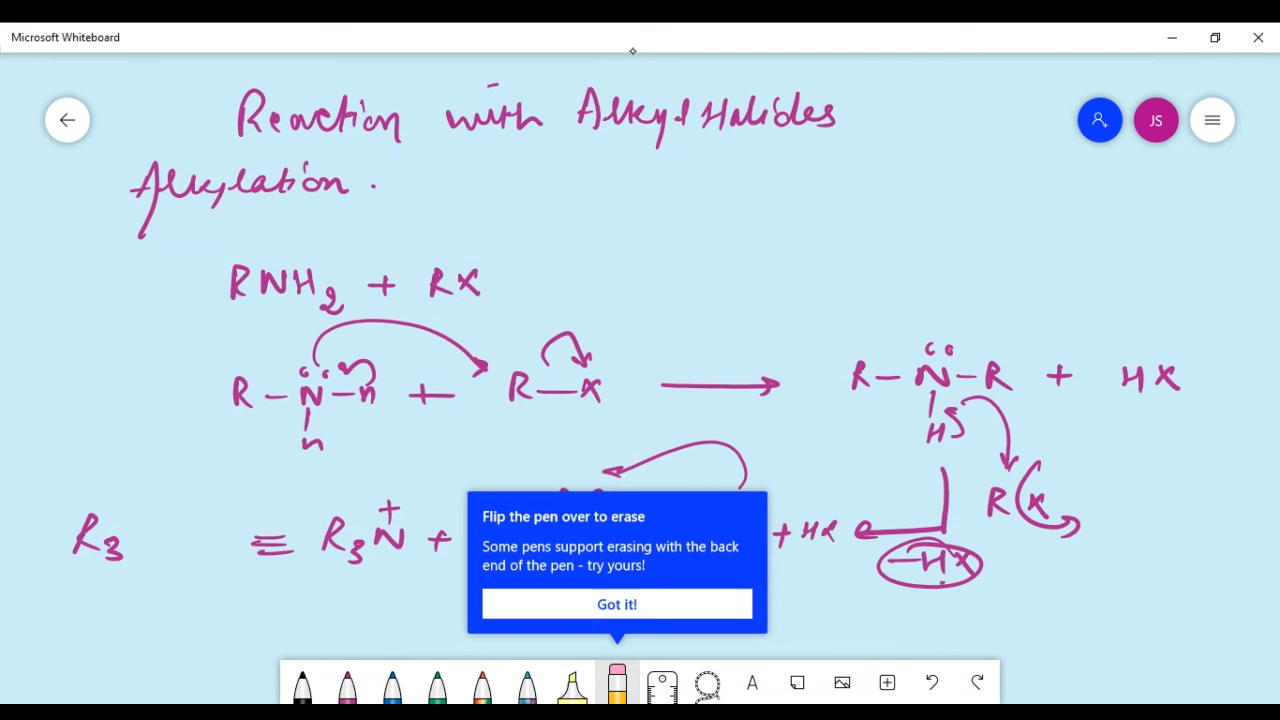 Microsoft Whiteboard
Reaction with Alkyl Halides
JS
Alkylation.
RNH2 + RX
R - N - H + R - X → R - N - R + HX
H
H
R X
R3 ≡ R3N+ +
+ HX
-HX
Flip the pen over to erase
Some pens support erasing with the back
end of the pen - try yours!
Got it!
A